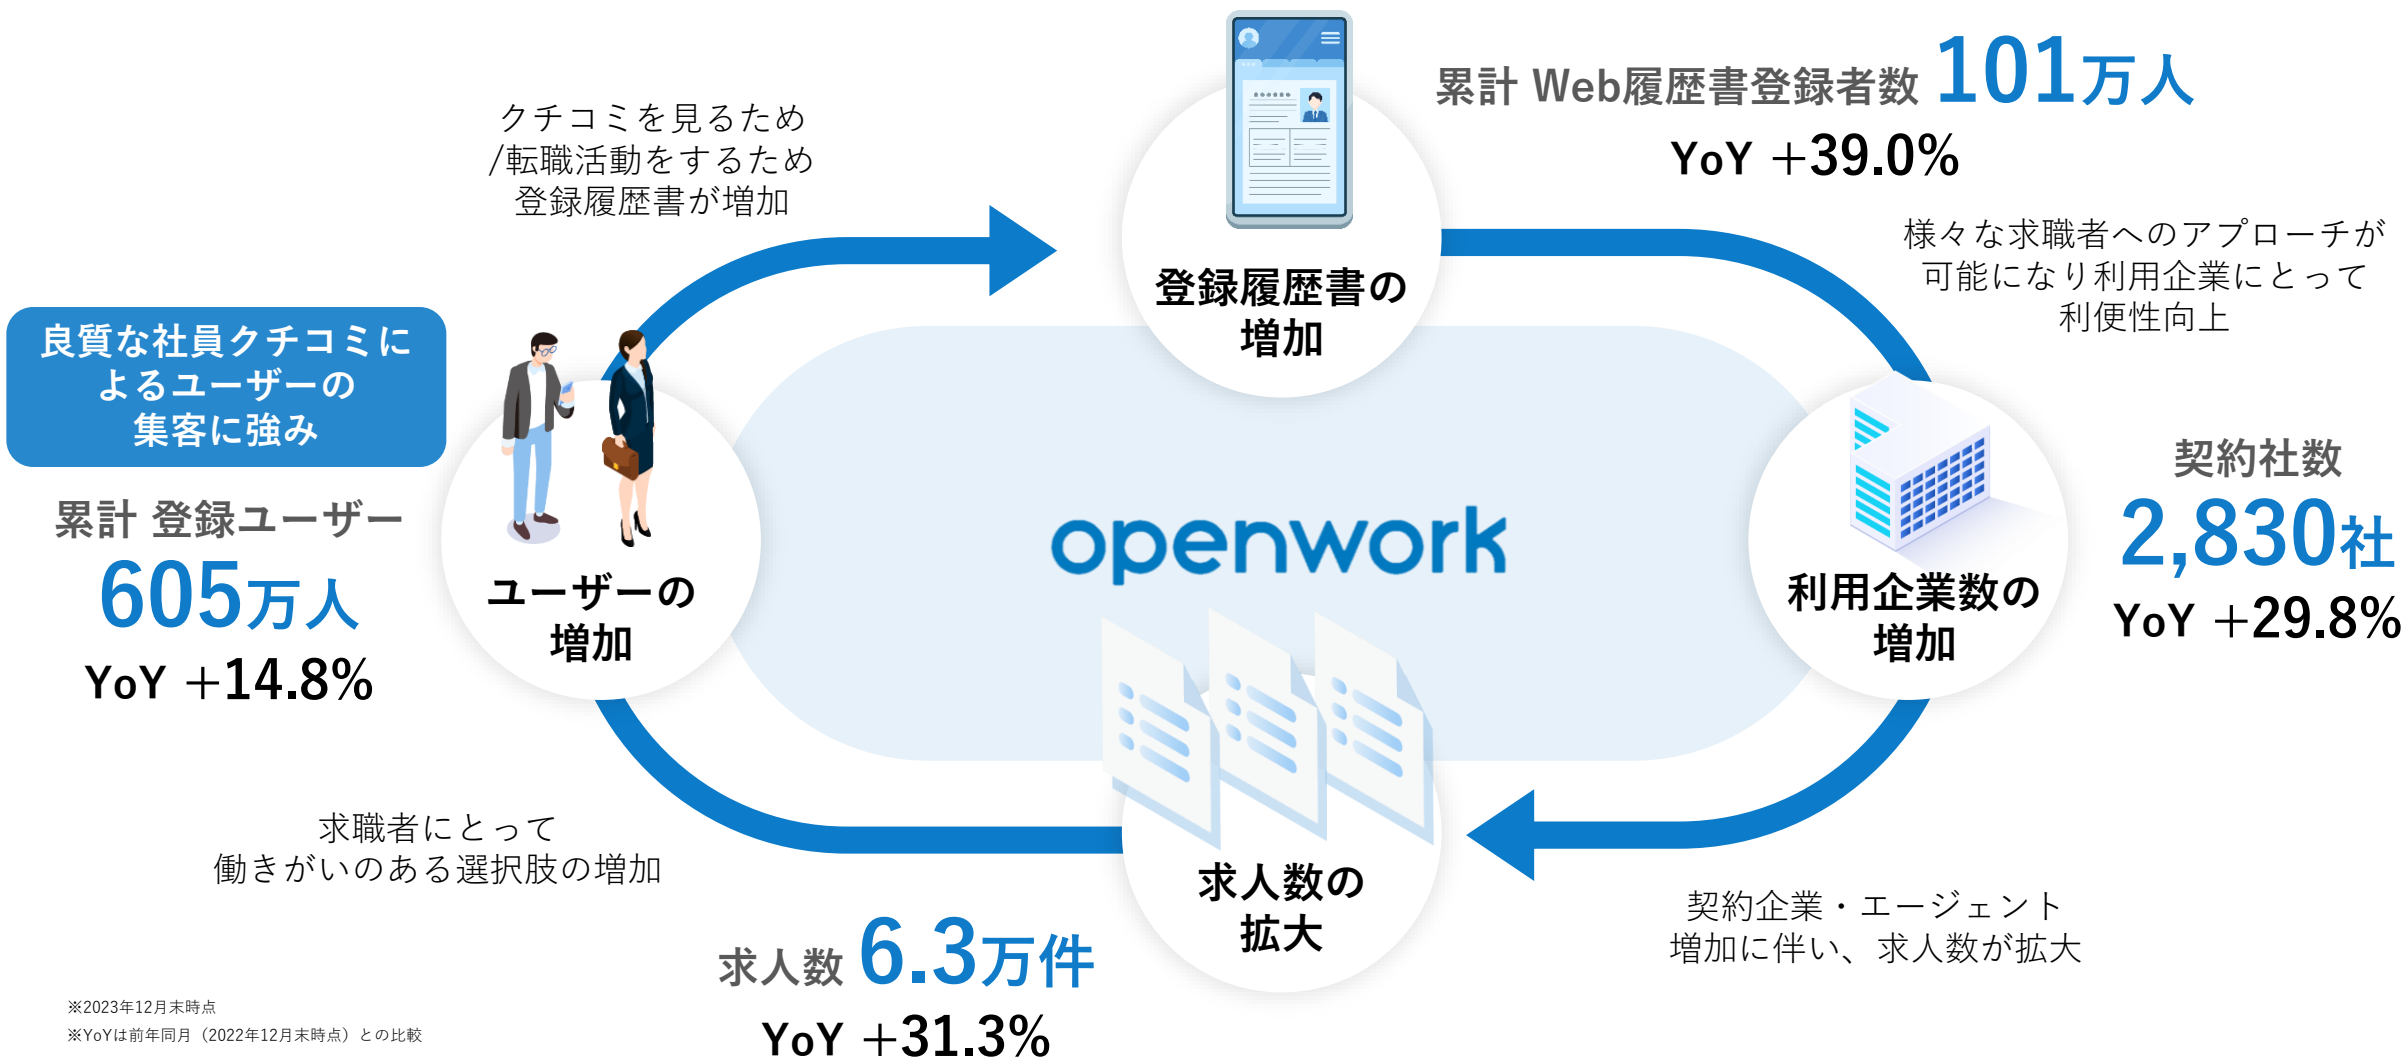 クチコミを見るため
/転職活動をするため
登録履歴書が増加
累計 Web履歴書登録者数 101万人
YoY +39.0%
登録履歴書の
増加
様々な求職者へのアプローチが
可能になり利用企業にとって
利便性向上
良質な社員クチコミに
よるユーザーの
集客に強み
累計 登録ユーザー
605万人
YoY +14.8%
ユーザーの
増加
openwork
利用企業数の
増加
契約社数
2,830社
YoY +29.8%
求職者にとって
働きがいのある選択肢の増加
求人数の
拡大
求人数 6.3万件
YoY +31.3%
契約企業・エージェント
増加に伴い、求人数が拡大
※2023年12月末時点
※YoYは前年同月（2022年12月末時点）との比較